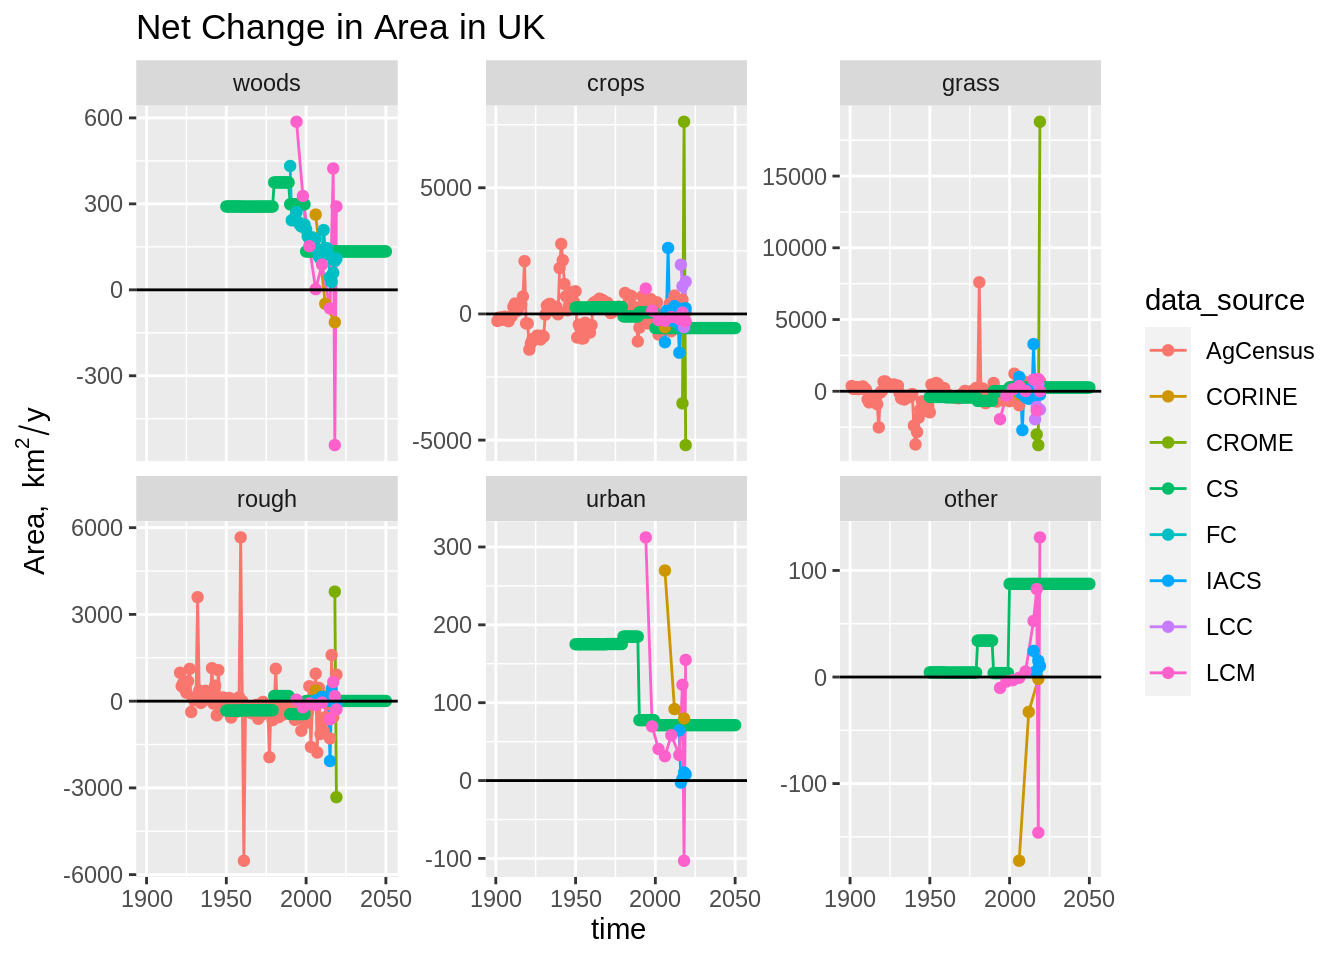 Net Change in Area in UK
woods
crops
grass
600
300
0
-300
5000
0
-5000
15000
10000
5000
0
rough
urban
other
6000
3000
0
-3000
-6000
300
200
100
0
-100
100
0
-100
1900 1950 2000 2050
1900 1950 2000 2050
1900 1950 2000 2050
time
Area, km²/y
data_source
AgCensus
CORINE
CROME
CS
FC
IACS
LCC
LCM